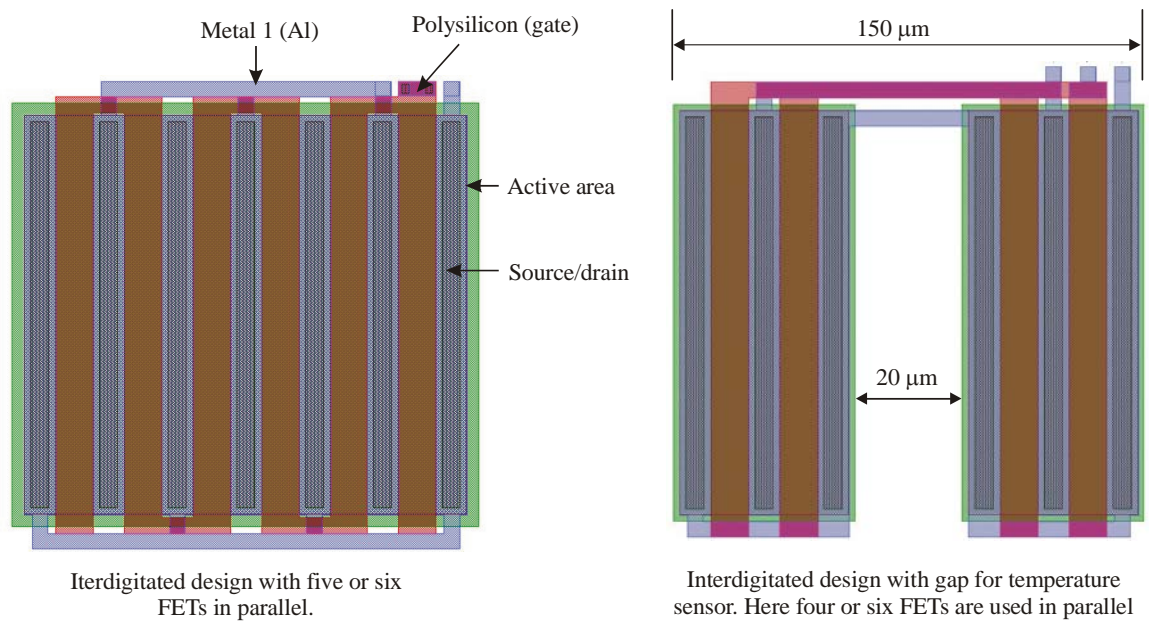 Metal 1 (Al)
Polysilicon (gate)
150 μm
Active area
Source/drain
20 μm
Iterdigitated design with five or six
FETs in parallel.
Interdigitated design with gap for temperature
sensor. Here four or six FETs are used in parallel